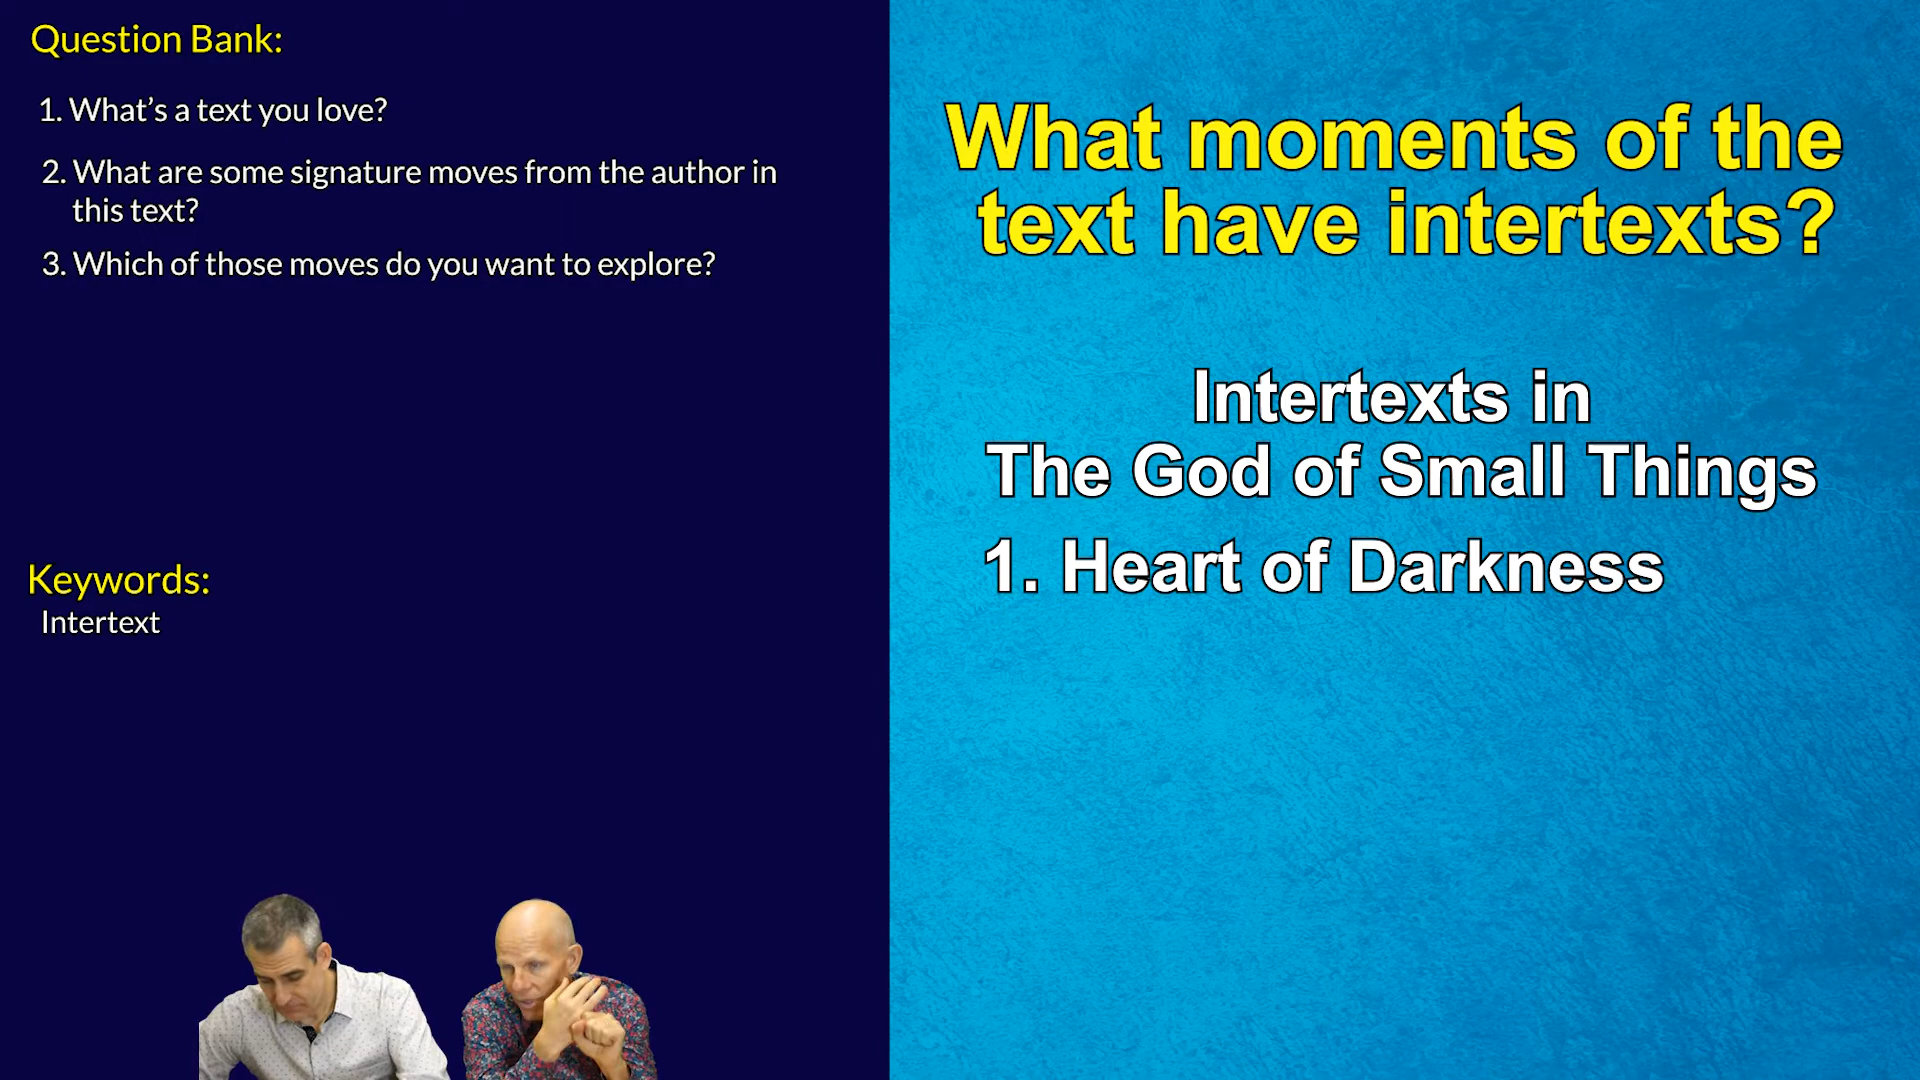 Question Bank:
1. What's a text you love?
2. What are some signature moves from the author in
this text?
3. Which of those moves do you want to explore?
Keywords:
Intertext
What moments of the
text have intertexts?
Intertexts in
The God of Small Things
1. Heart of Darkness